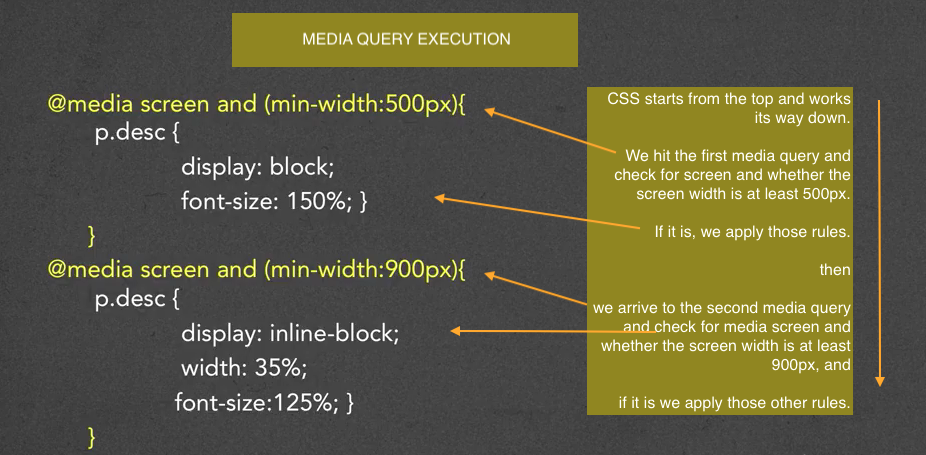 MEDIA QUERY EXECUTION
@media screen and (min-width:500px){
p.desc {
display: block;
font-size: 150%; }
}
@media screen and (min-width:900px){
p.desc {
display: inline-block;
width: 35%;
font-size:125%; }
}
CSS starts from the top and works
its way down.
We hit the first media query and
check for screen and whether the
screen width is at least 500px.
If it is, we apply those rules.
then
we arrive to the second media query
and check for media screen and
whether the screen width is at least
900px, and
if it is we apply those other rules.